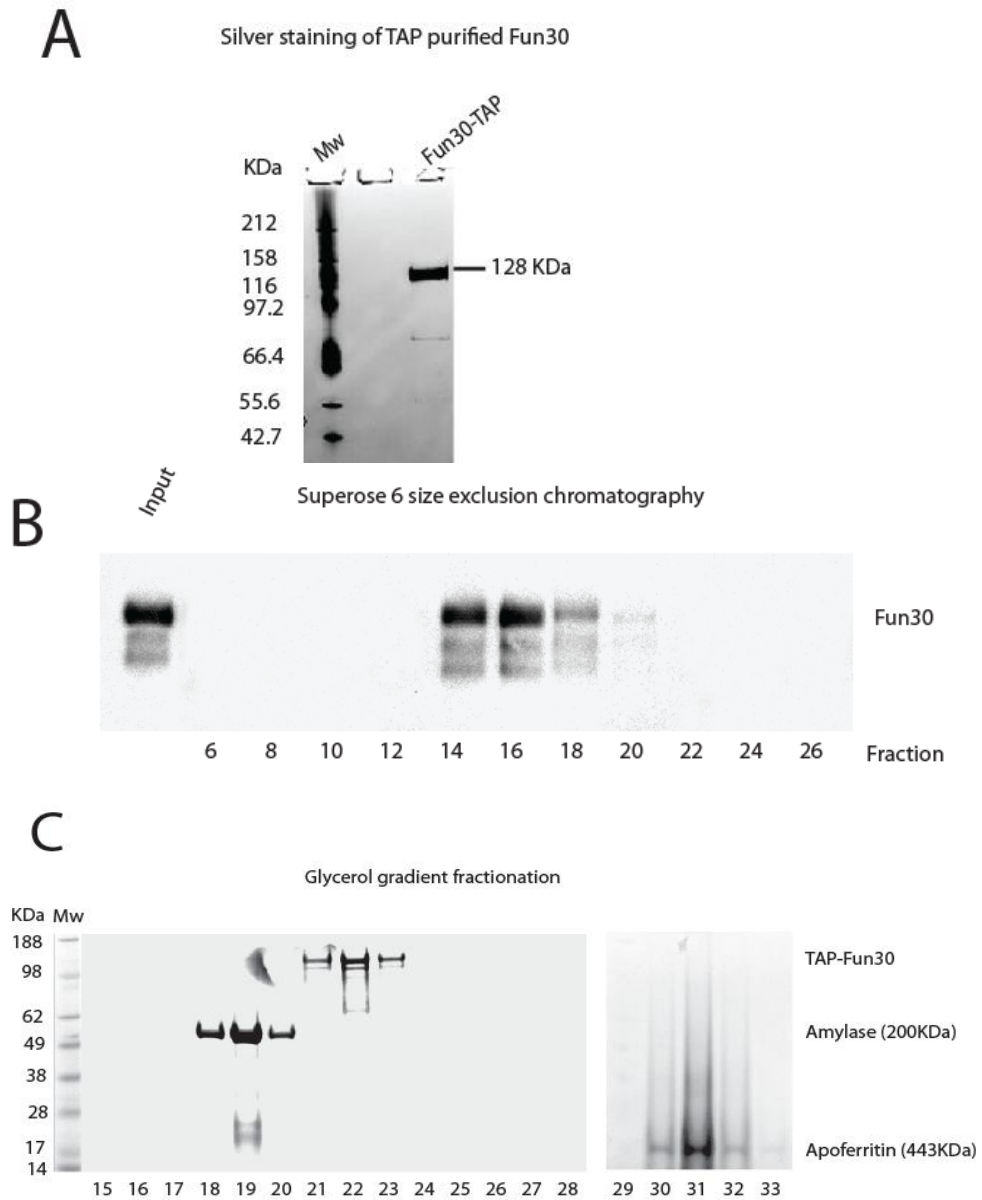 A
Silver staining of TAP purified Fun30
KDa
Mw
Fun30-TAP
212
158
116
97.2
66.4
55.6
42.7
128 KDa
B
Input
Superose 6 size exclusion chromatography
Fun30
6 8 10 12 14 16 18 20 22 24 26 Fraction
C
Glycerol gradient fractionation
KDa Mw
188
98
62
49
38
28
17
14
TAP-Fun30
Amylase (200KDa)
Apoferritin (443KDa)
15 16 17 18 19 20 21 22 23 24 25 26 27 28 29 30 31 32 33